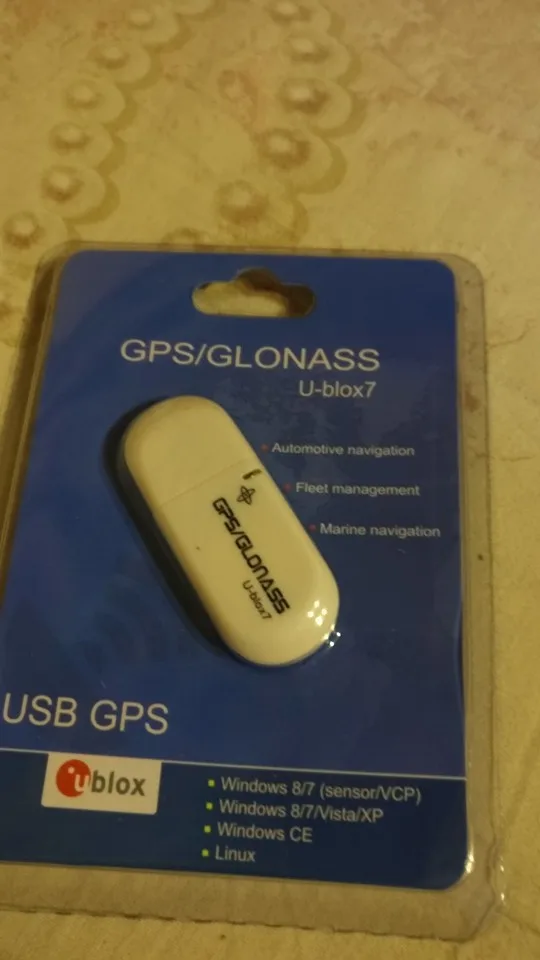 GPS/GLONASS
U-blox7
Automotive navigation
Fleet management
Marine navigation
GPS/GLONASS
U-blox7
USB GPS
ublox
Windows 8/7 (sensor/VCP)
Windows 8/7/Vista/XP
Windows CE
Linux